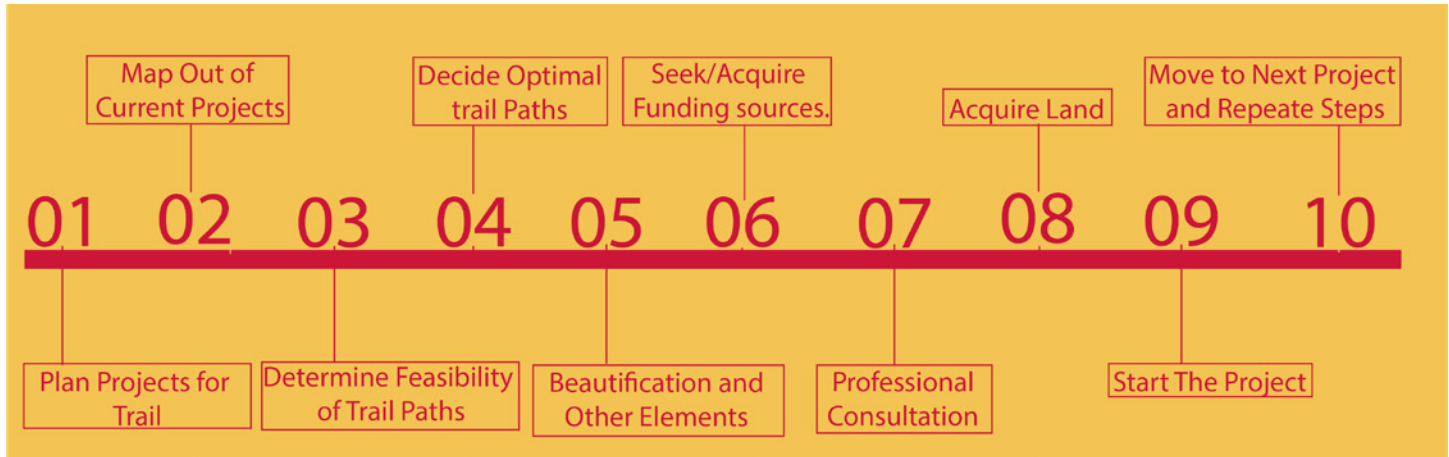 Map Out of
Current Projects
Decide Optimal
trail Paths
Seek/Acquire
Funding sources.
Acquire Land
Move to Next Project
and Repeat Steps
01 02 03 04 05 06 07 08 09 10
Plan Projects for
Trail
Determine Feasibility
of Trail Paths
Beautification and
Other Elements
Professional
Consultation
Start The Project